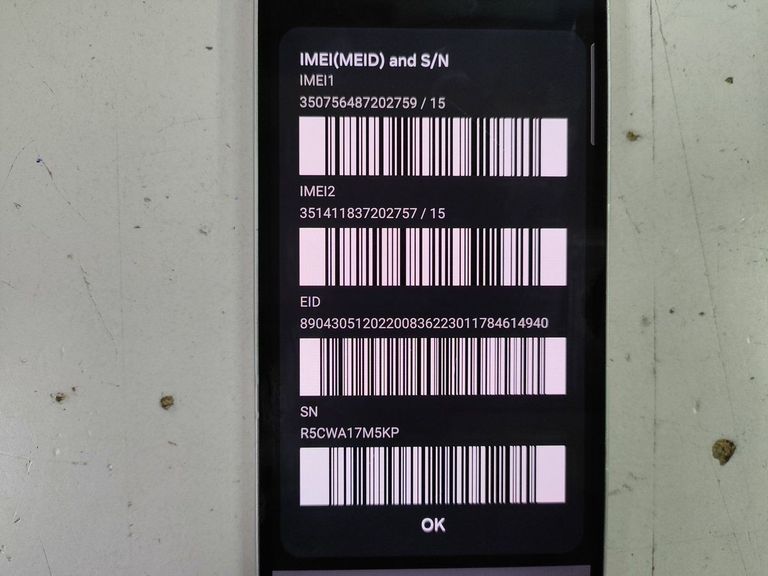 IMEI(MEID) and S/N
IMEI1
350756487202759 / 15
IMEI2
351411837202757 / 15
EID
89043051202200836223011784614940
SN
R5CWA17M5KP
OK